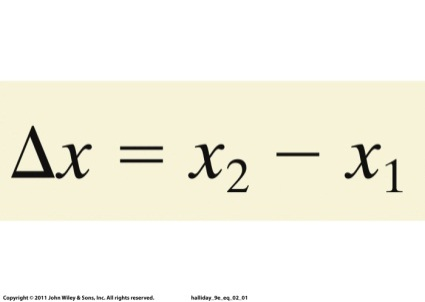 Δx = x₂ − x₁
Copyright © 2011 John Wiley & Sons, Inc. All rights reserved. halliday_9e_eq_02_01